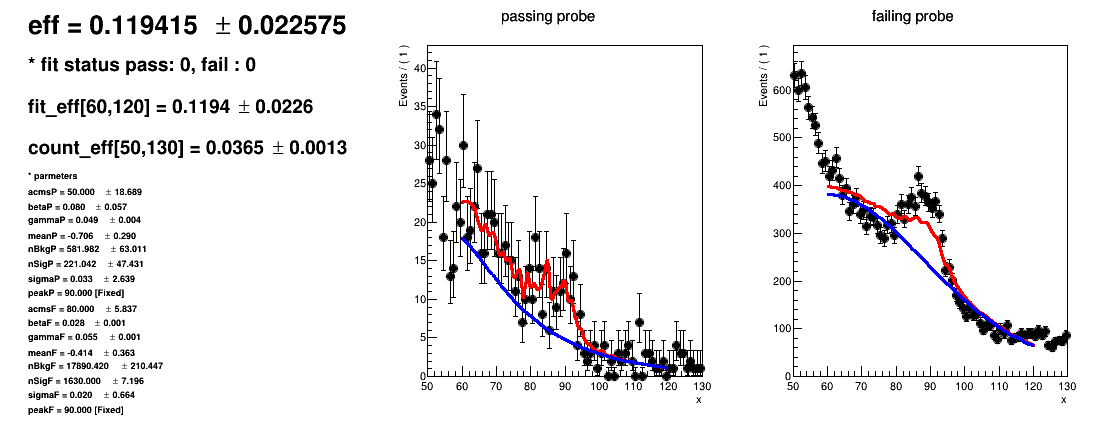 eff = 0.119415 ± 0.022575
* fit status pass: 0, fail : 0
fit_eff[60,120] = 0.1194 ± 0.0226
count_eff[50,130] = 0.0365 ± 0.0013
* parmeters
acmsP = 50.000 ± 18.689
betaP = 0.080 ± 0.057
gammaP = 0.049 ± 0.004
meanP = -0.706 ± 0.290
nBkgP = 581.982 ± 63.011
nSigP = 221.042 ± 47.431
sigmaP = 0.033 ± 2.639
peakP = 90.000 [Fixed]
acmsF = 80.000 ± 5.837
betaF = 0.028 ± 0.001
gammaF = 0.055 ± 0.001
meanF = -0.414 ± 0.363
nBkgF = 17890.420 ± 210.447
nSigF = 1630.000 ± 7.196
sigmaF = 0.020 ± 0.664
peakF = 90.000 [Fixed]
passing probe
Events / ( 1 )
40
35
30
25
20
15
10
5
0
50 60 70 80 90 100 110 120 130
x
failing probe
Events / ( 1 )
600
500
400
300
200
100
0
50 60 70 80 90 100 110 120 130
x